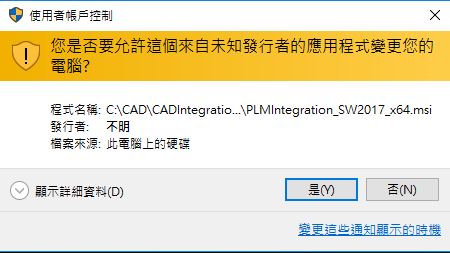 使用者帳戶控制
您是否要允許這個來自未知發行者的應用程式變更您的
電腦?
程式名稱: C:\CAD\CADIntegratio...\PLMIntegration_SW2017_x64.msi
發行者: 不明
檔案來源: 此電腦上的硬碟
顯示詳細資料(D)
是(Y)
否(N)
變更這些通知顯示的時機